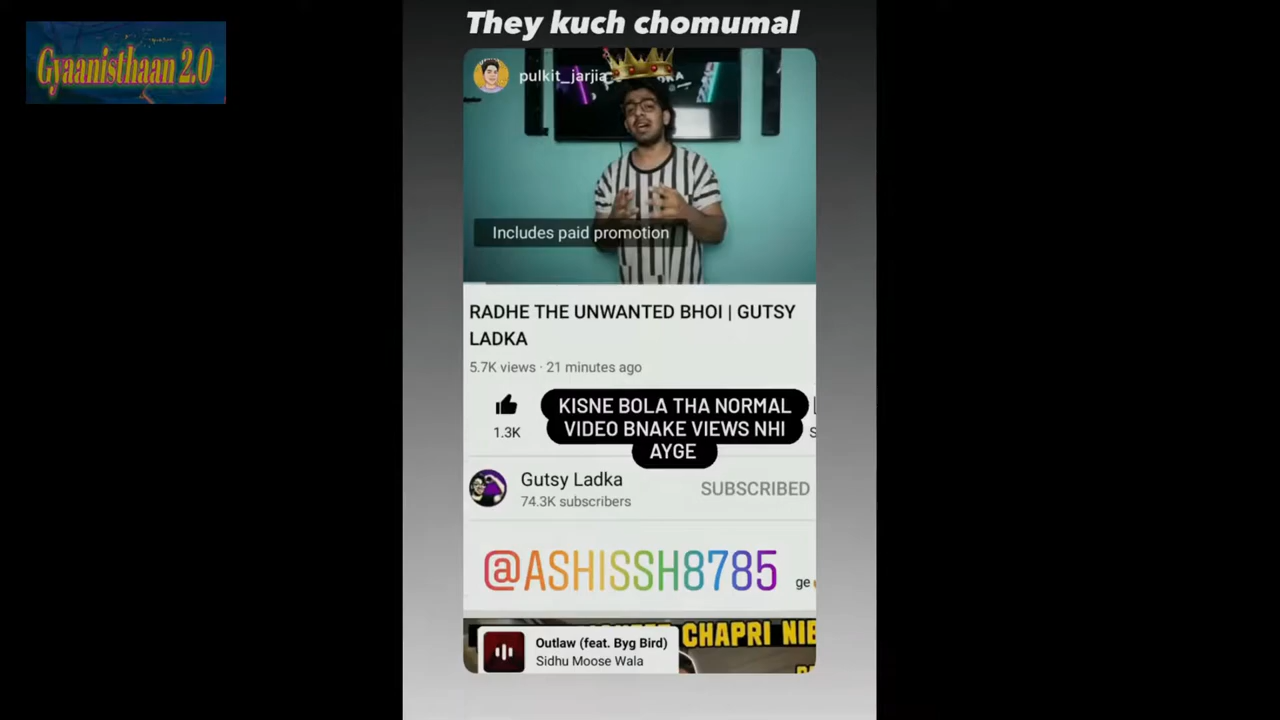 They kuch chomumal
Gyaanisthaan 2.0
pulkit_jarjia
Includes paid promotion
RADHE THE UNWANTED BHOI | GUTSY
LADKA
5.7K views · 21 minutes ago
KISNE BOLA THA NORMAL
VIDEO BNAKE VIEWS NHI
AYGE
1.3K
Gutsy Ladka
SUBSCRIBED
74.3K subscribers
@ASHISSH8785
ge
CHAPRI NIB
Outlaw (feat. Byg Bird)
Sidhu Moose Wala